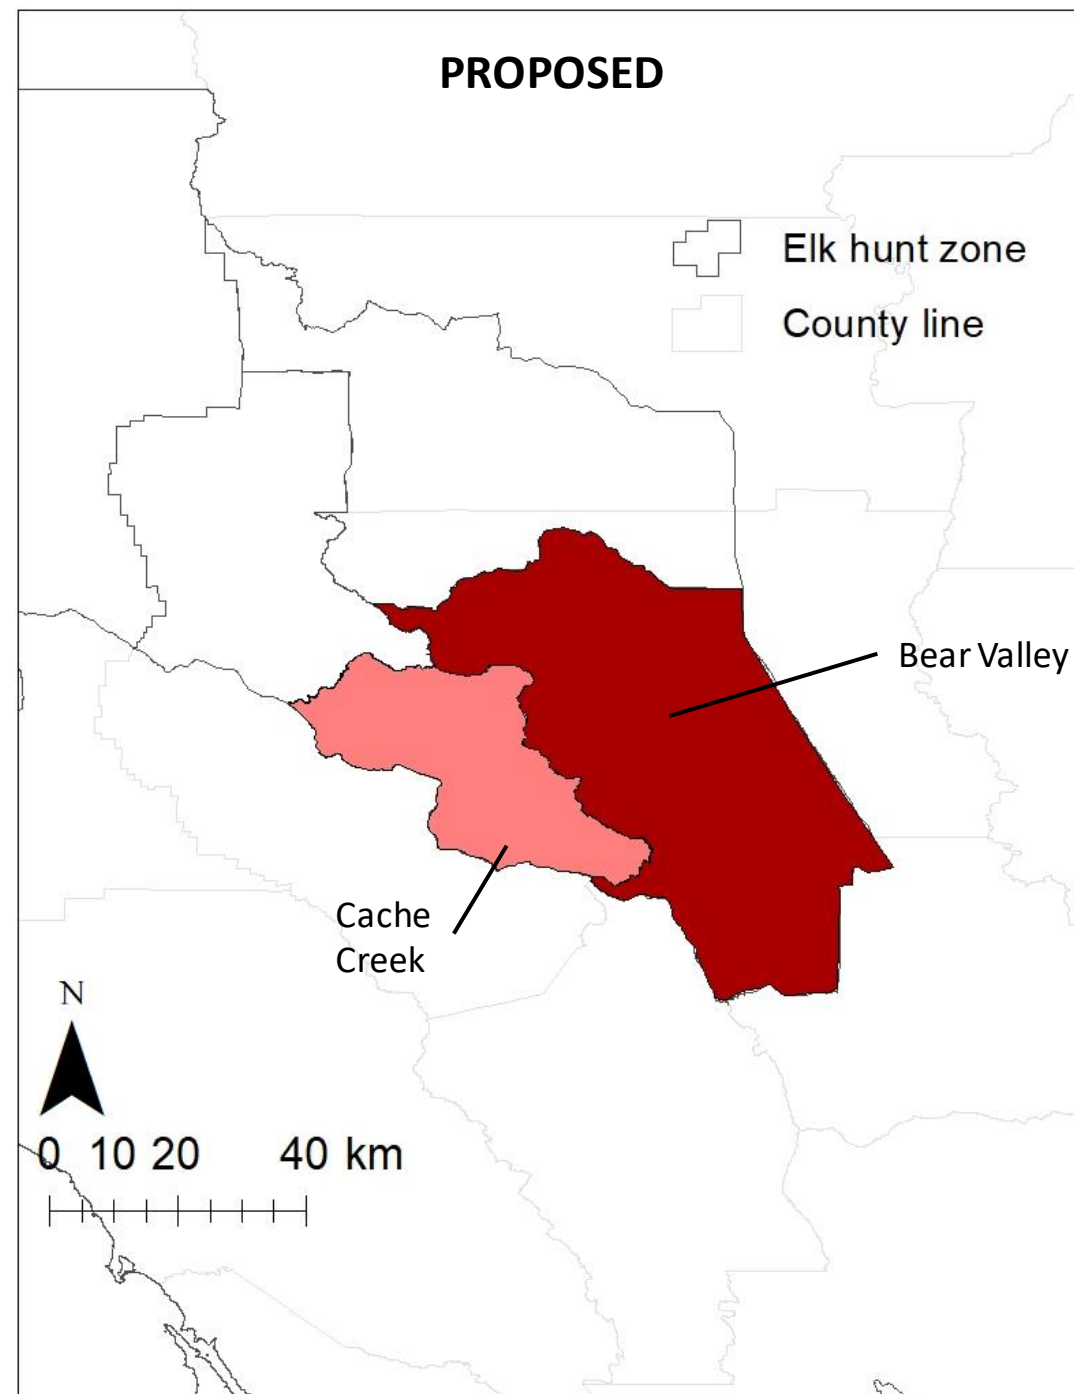 PROPOSED
Elk hunt zone
County line
Bear Valley
Cache
Creek
N
0 10 20 40 km